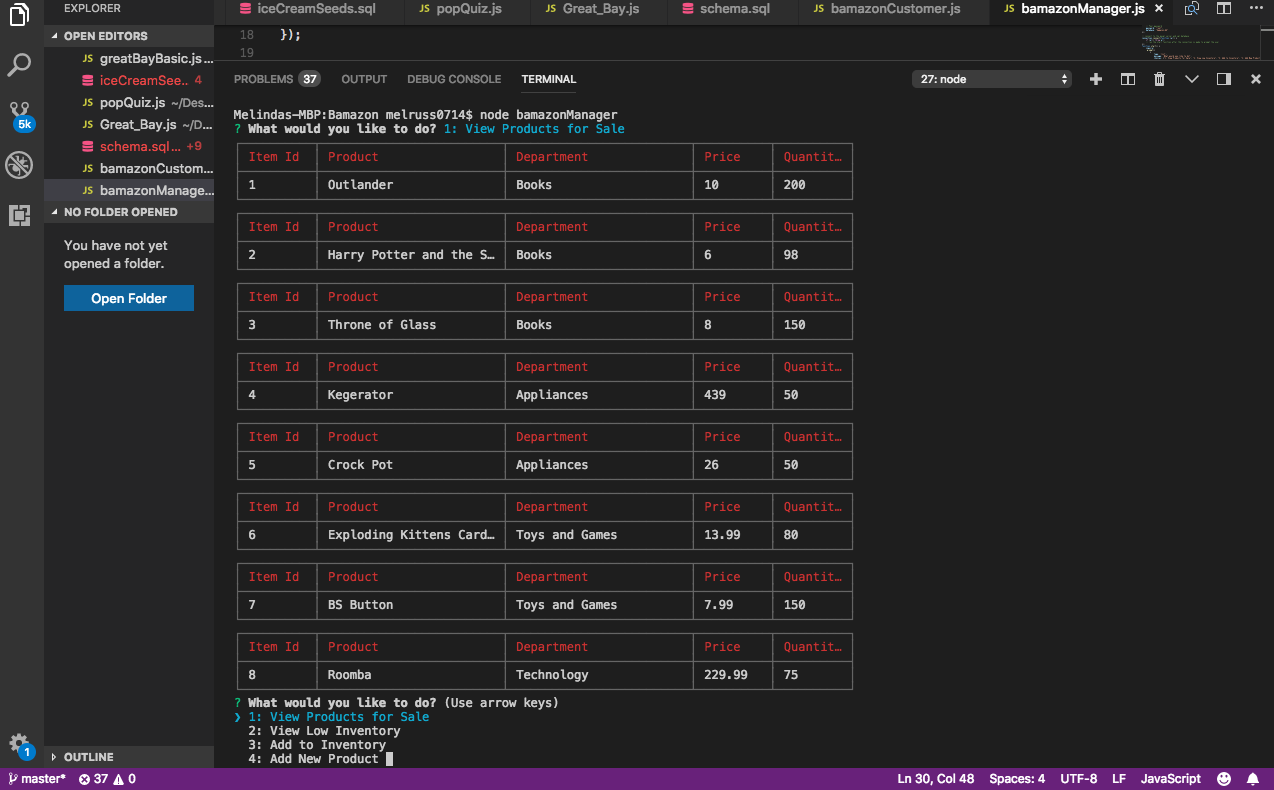 EXPLORER
OPEN EDITORS
JS greatBayBasic.js...
iceCreamSee.. 4
JS popQuiz.js ~/Des...
JS Great_Bay.js ~/D...
schema.sql... +9
JS bamazonCustom...
JS bamazonManage...
NO FOLDER OPENED
You have not yet
opened a folder.
Open Folder
OUTLINE
5k
1
iceCreamSeeds.sql JS popQuiz.js JS Great_Bay.js schema.sql JS bamazonCustomer.js JS bamazonManager.js ×
18 });
19
PROBLEMS 37 OUTPUT DEBUG CONSOLE TERMINAL 27: node
Melindas-MBP:Bamazon melruss0714$ node bamazonManager
? What would you like to do? 1: View Products for Sale
Item Id Product Department Price Quantit…
1 Outlander Books 10 200
Item Id Product Department Price Quantit…
2 Harry Potter and the S… Books 6 98
Item Id Product Department Price Quantit…
3 Throne of Glass Books 8 150
Item Id Product Department Price Quantit…
4 Kegerator Appliances 439 50
Item Id Product Department Price Quantit…
5 Crock Pot Appliances 26 50
Item Id Product Department Price Quantit…
6 Exploding Kittens Card… Toys and Games 13.99 80
Item Id Product Department Price Quantit…
7 BS Button Toys and Games 7.99 150
Item Id Product Department Price Quantit…
8 Roomba Technology 229.99 75
? What would you like to do? (Use arrow keys)
❯ 1: View Products for Sale
2: View Low Inventory
3: Add to Inventory
4: Add New Product
master* 37 0 Ln 30, Col 48 Spaces: 4 UTF-8 LF JavaScript